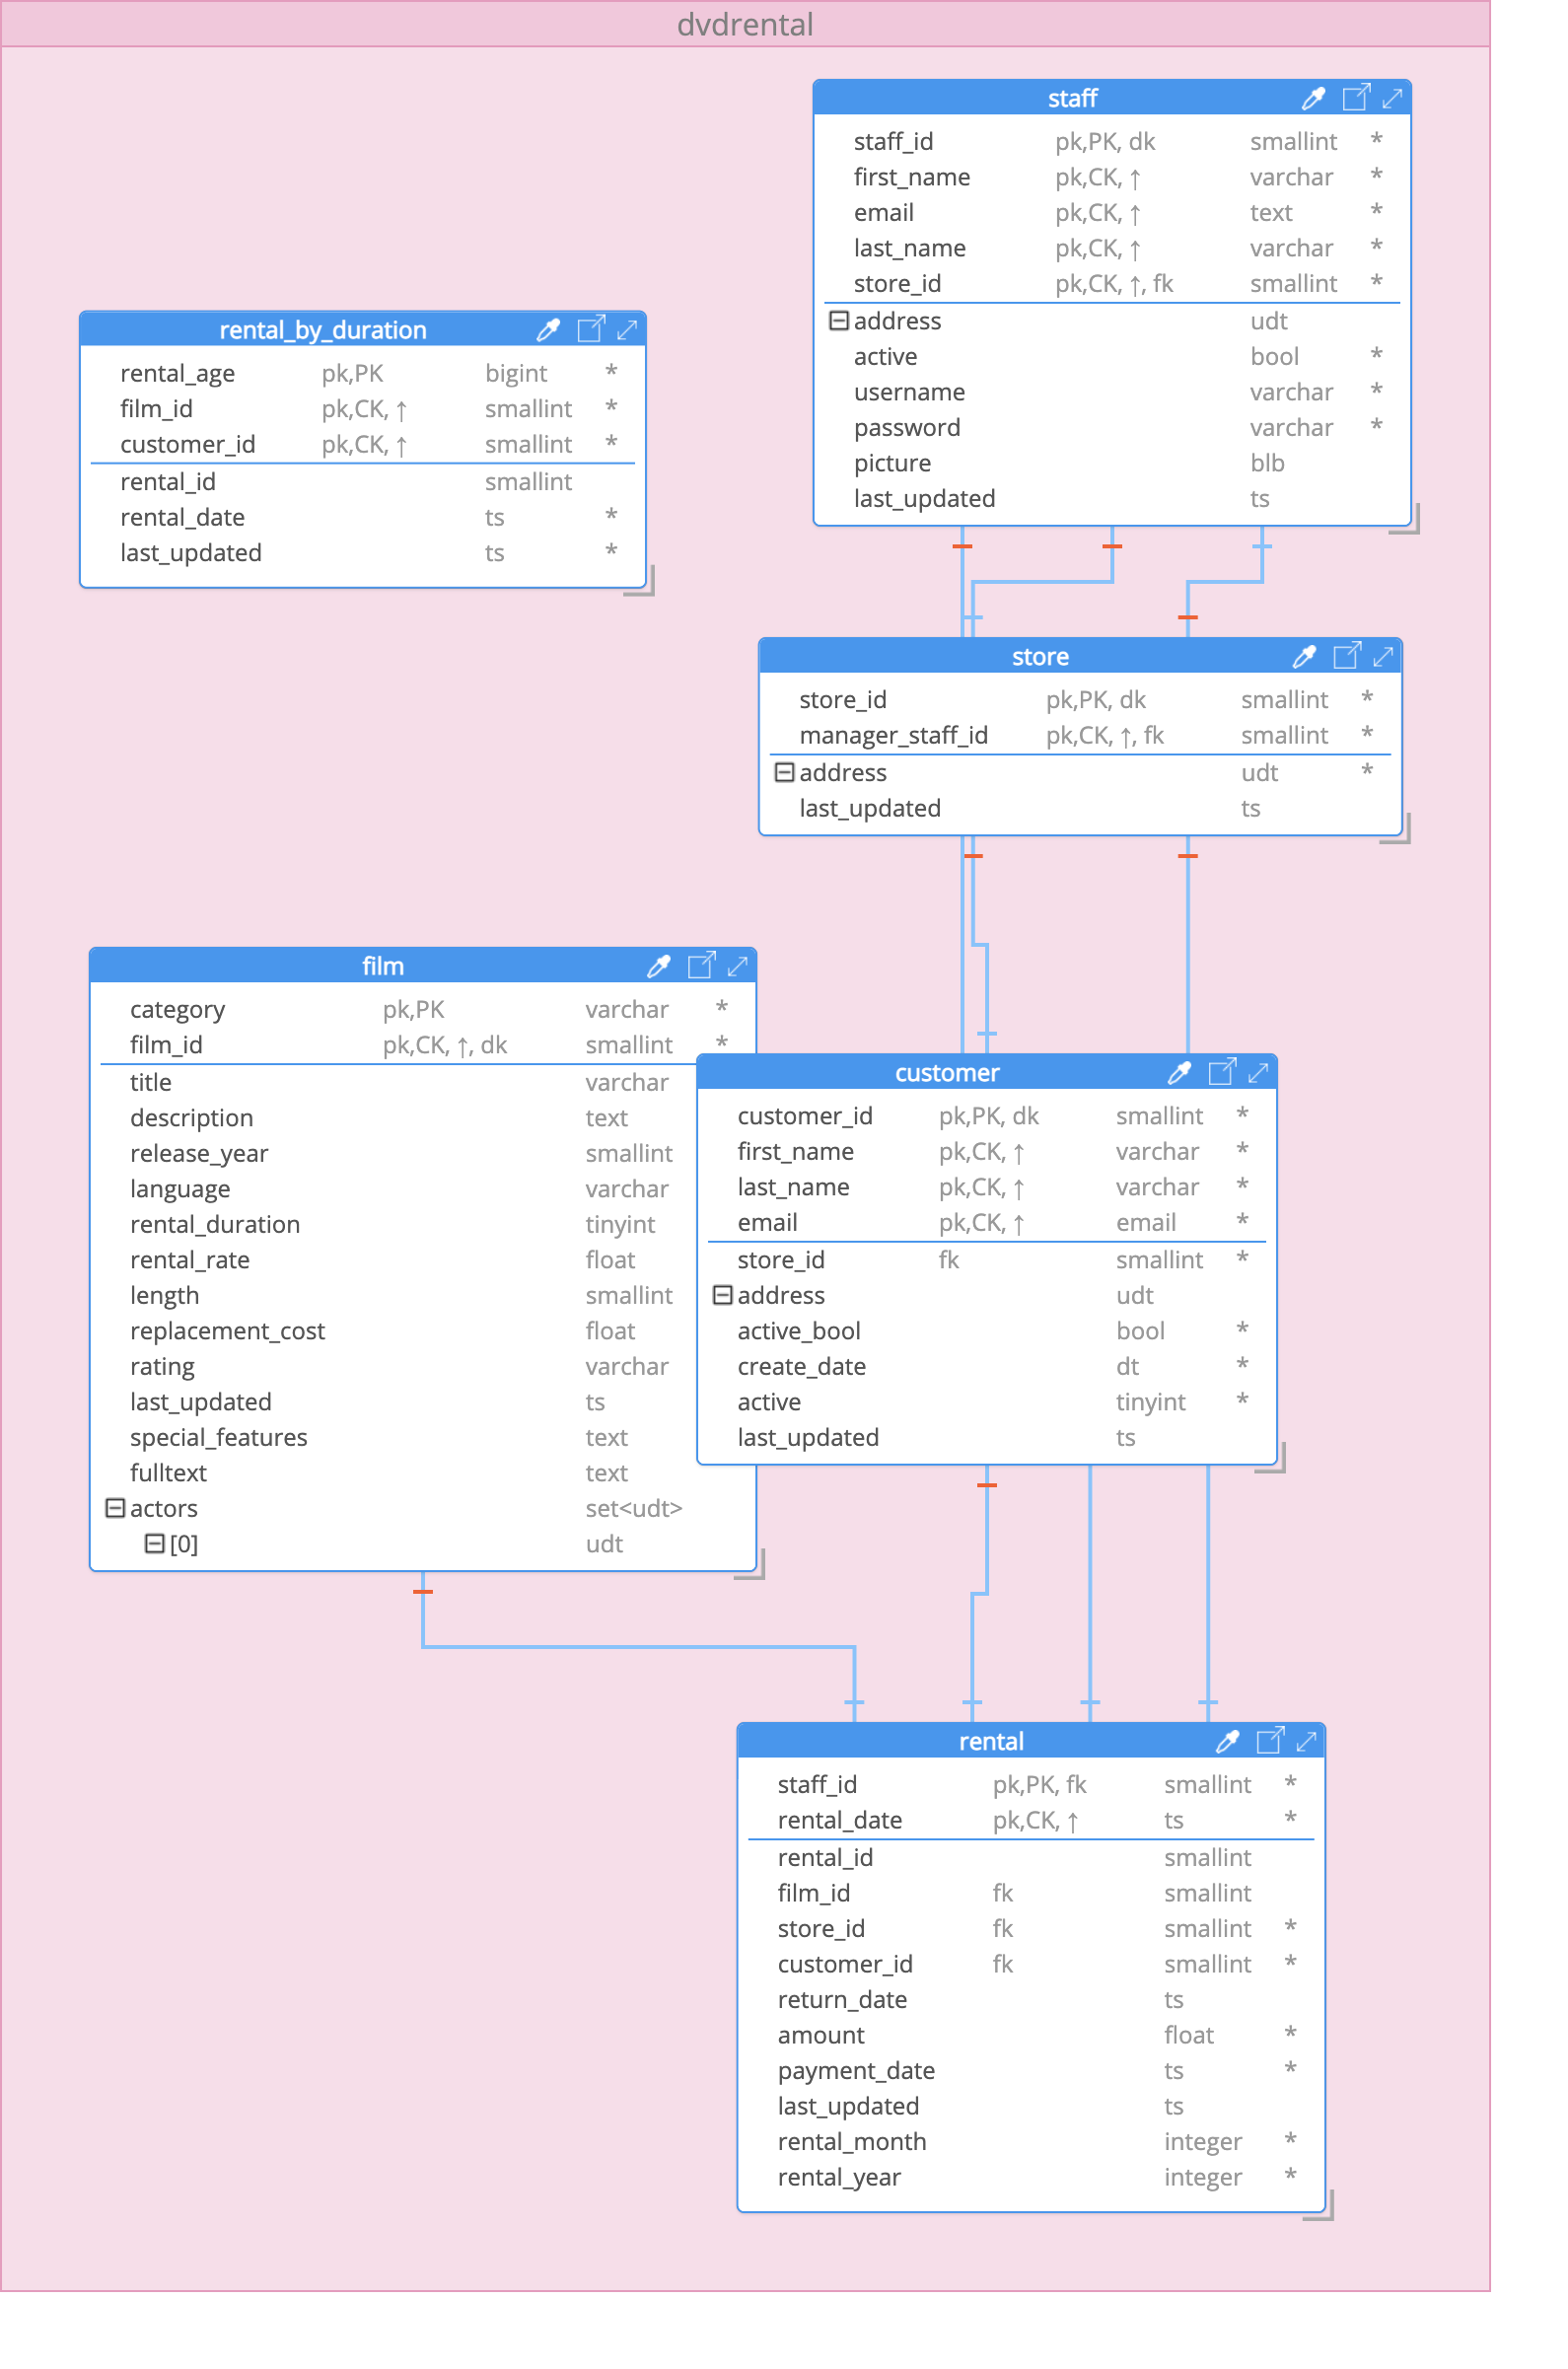 dvdrental
staff
staff_id pk,PK, dk smallint *
first_name pk,CK, ↑ varchar *
email pk,CK, ↑ text *
last_name pk,CK, ↑ varchar *
store_id pk,CK, ↑, fk smallint *
address udt
active bool *
username varchar *
password varchar *
picture blb
last_updated ts
rental_by_duration
rental_age pk,PK bigint *
film_id pk,CK, ↑ smallint *
customer_id pk,CK, ↑ smallint *
rental_id smallint
rental_date ts *
last_updated ts *
store
store_id pk,PK, dk smallint *
manager_staff_id pk,CK, ↑, fk smallint *
address udt *
last_updated ts
film
category pk,PK varchar *
film_id pk,CK, ↑, dk smallint *
title varchar
description text
release_year smallint
language varchar
rental_duration tinyint
rental_rate float
length smallint
replacement_cost float
rating varchar
last_updated ts
special_features text
fulltext text
actors set<udt>
[0] udt
customer
customer_id pk,PK, dk smallint *
first_name pk,CK, ↑ varchar *
last_name pk,CK, ↑ varchar *
email pk,CK, ↑ email *
store_id fk smallint *
address udt
active_bool bool *
create_date dt *
active tinyint *
last_updated ts
rental
staff_id pk,PK, fk smallint *
rental_date pk,CK, ↑ ts *
rental_id smallint
film_id fk smallint
store_id fk smallint *
customer_id fk smallint *
return_date ts
amount float *
payment_date ts *
last_updated ts
rental_month integer *
rental_year integer *